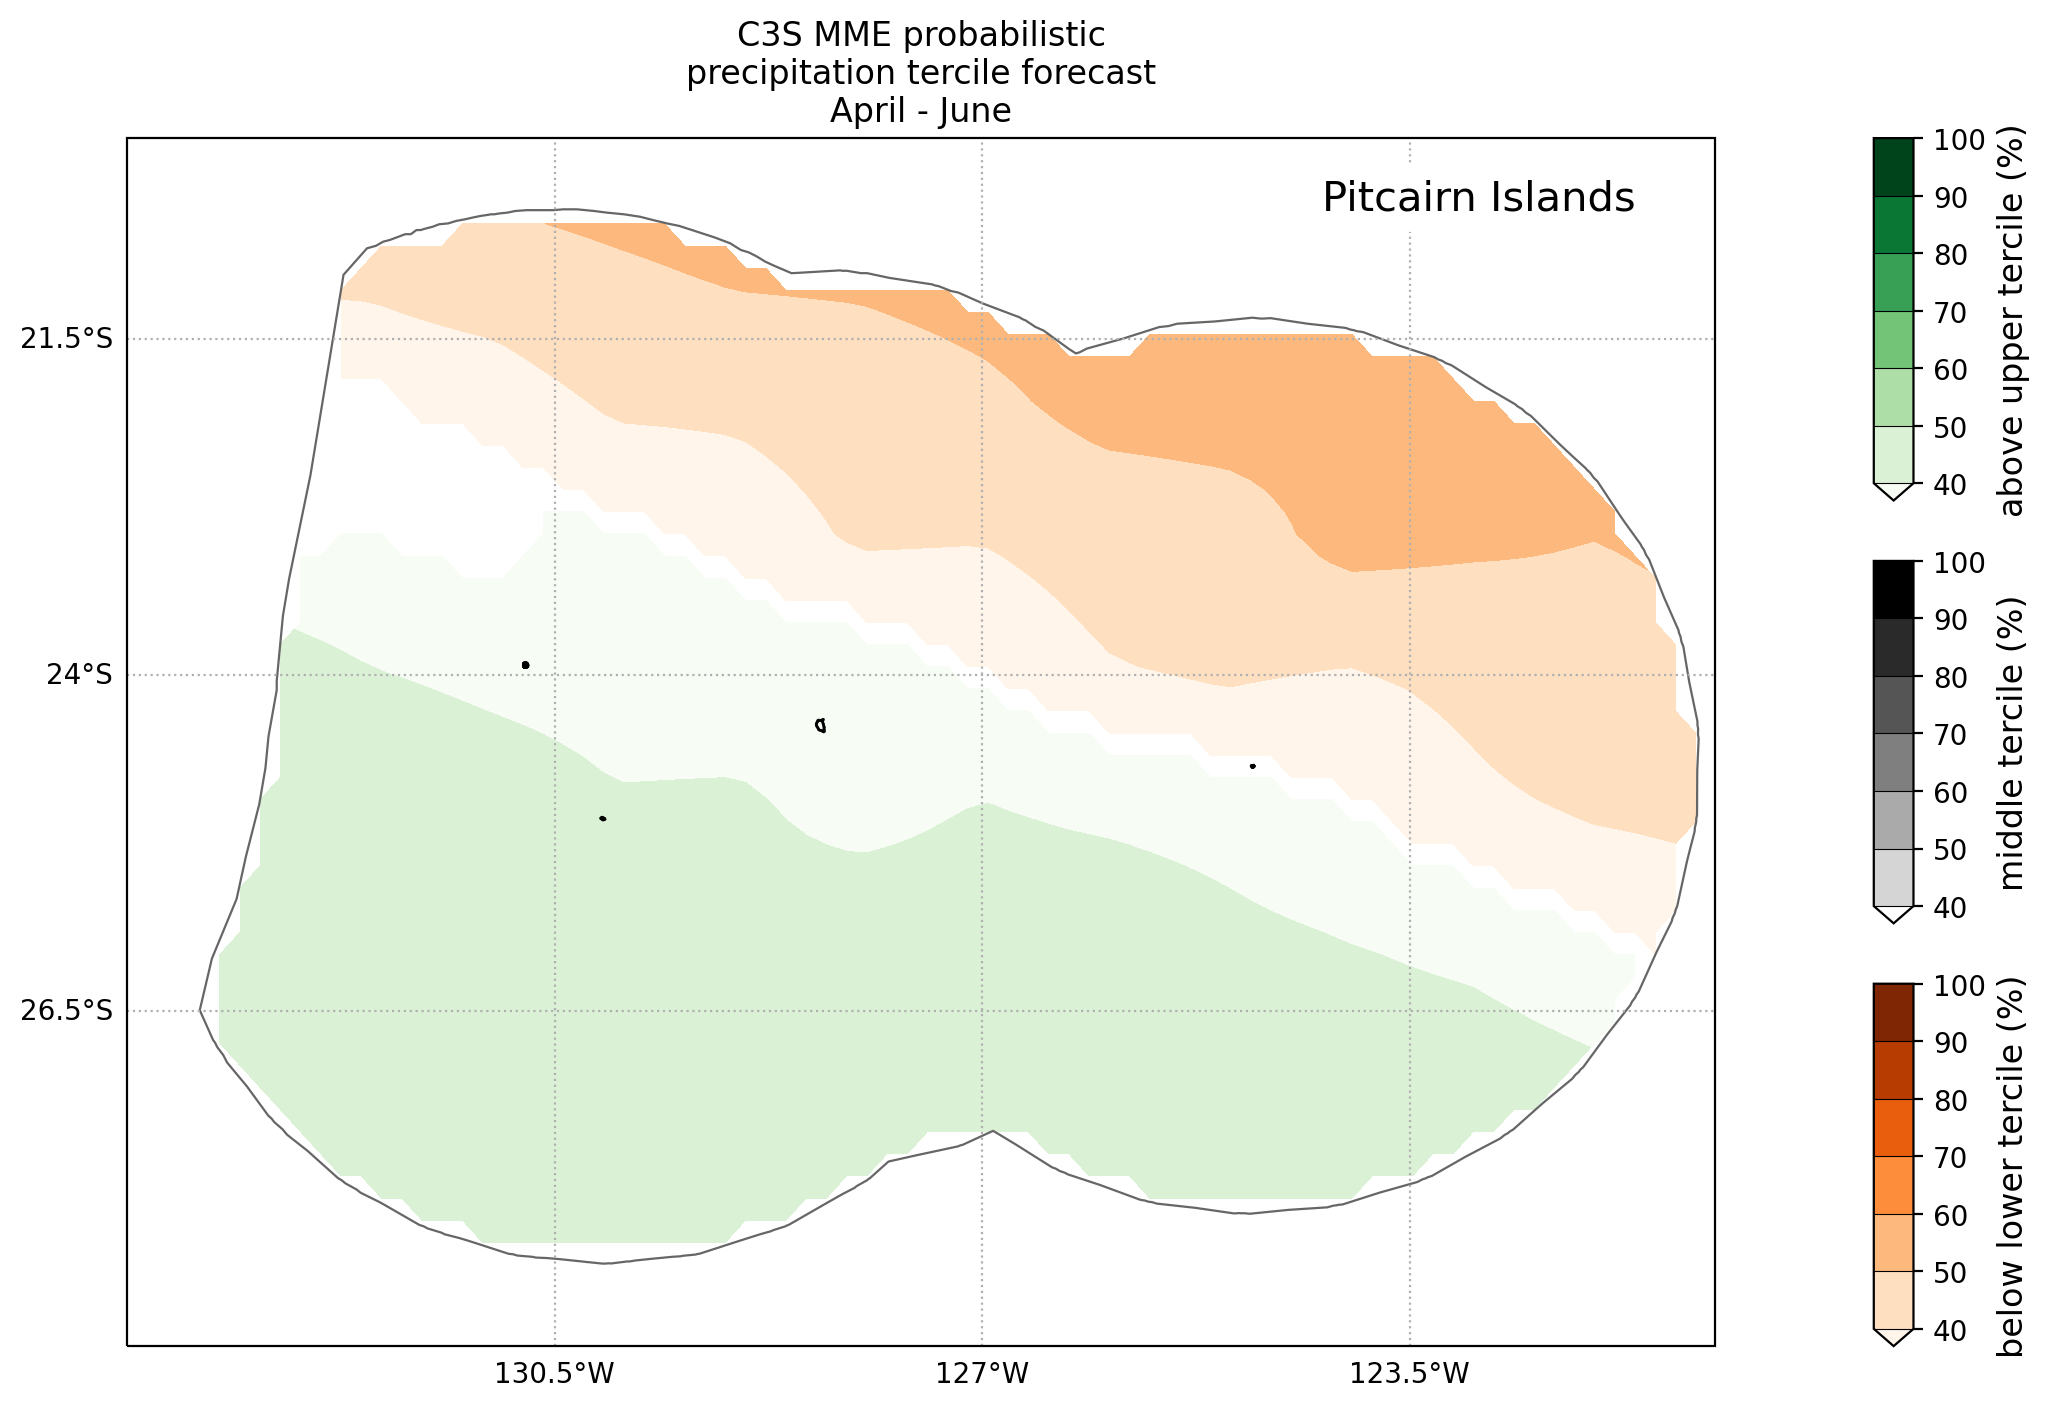 C3S MME probabilistic
precipitation tercile forecast
April - June
Pitcairn Islands
21.5°S
24°S
26.5°S
130.5°W
127°W
123.5°W
100
90
80
70
60
50
40
above upper tercile (%)
100
90
80
70
60
50
40
middle tercile (%)
100
90
80
70
60
50
40
below lower tercile (%)